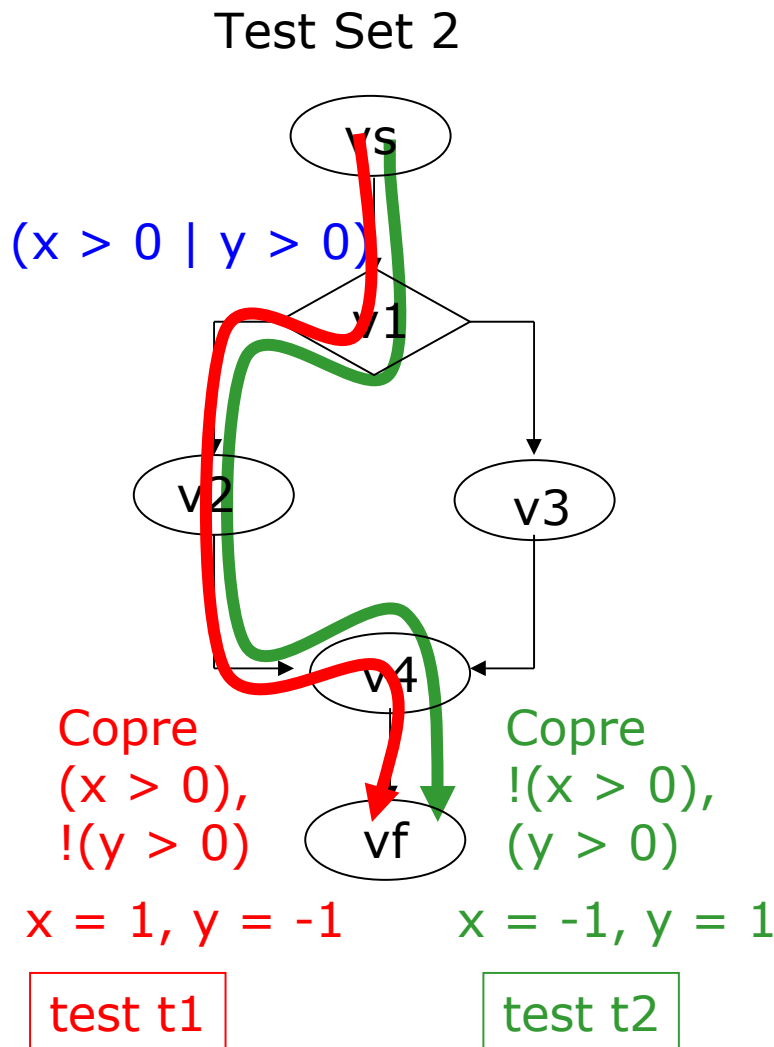 Test Set 2
vs
(x > 0 | y > 0)
v1
v2
v3
v4
Copre
(x > 0),
!(y > 0)
Copre
!(x > 0),
(y > 0)
vf
x = 1, y = -1
x = -1, y = 1
test t1
test t2